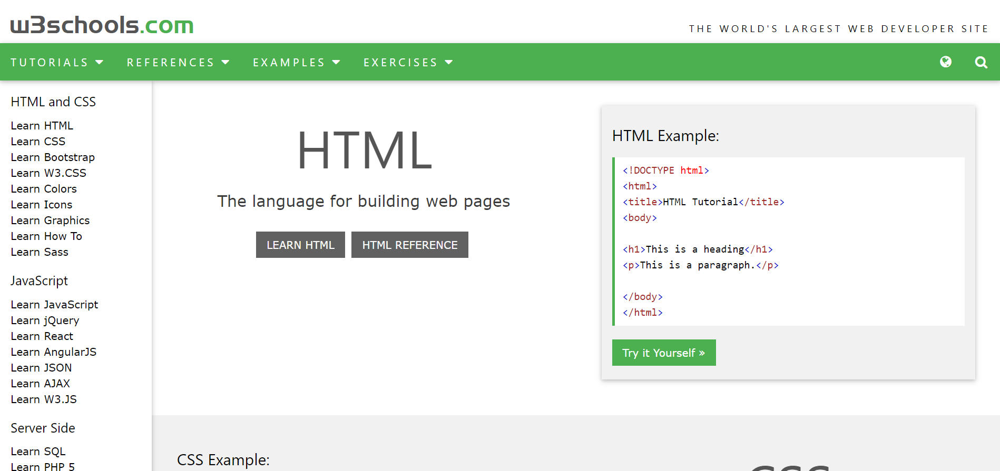 w3schools.com
THE WORLD'S LARGEST WEB DEVELOPER SITE
TUTORIALS REFERENCES EXAMPLES EXERCISES
HTML and CSS
Learn HTML
Learn CSS
Learn Bootstrap
Learn W3.CSS
Learn Colors
Learn Icons
Learn Graphics
Learn How To
Learn Sass
JavaScript
Learn JavaScript
Learn jQuery
Learn React
Learn AngularJS
Learn JSON
Learn AJAX
Learn W3.JS
Server Side
Learn SQL
Learn PHP 5
HTML
The language for building web pages
LEARN HTML HTML REFERENCE
HTML Example:
<!DOCTYPE html>
<html>
<title>HTML Tutorial</title>
<body>
<h1>This is a heading</h1>
<p>This is a paragraph.</p>
</body>
</html>
Try it Yourself »
CSS Example:
CSS